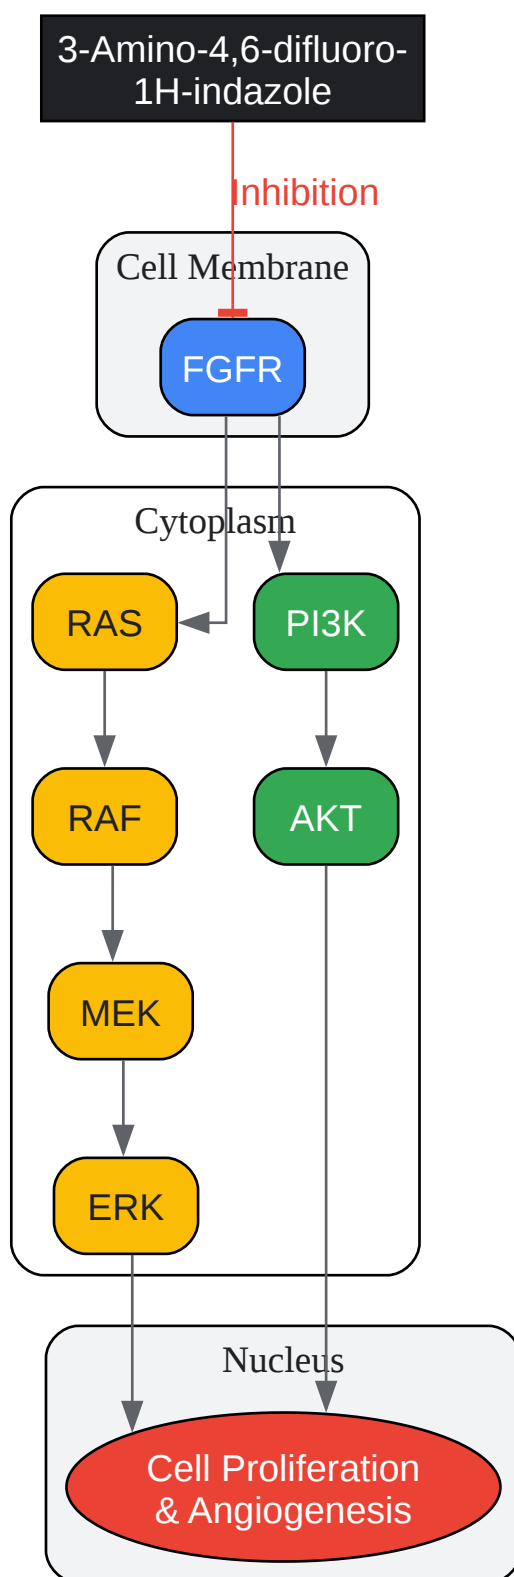 3-Amino-4,6-difluoro-
1H-indazole
Inhibition
Cell Membrane
FGFR
Cytoplasm
RAS
PI3K
RAF
AKT
MEK
ERK
Nucleus
Cell Proliferation
& Angiogenesis